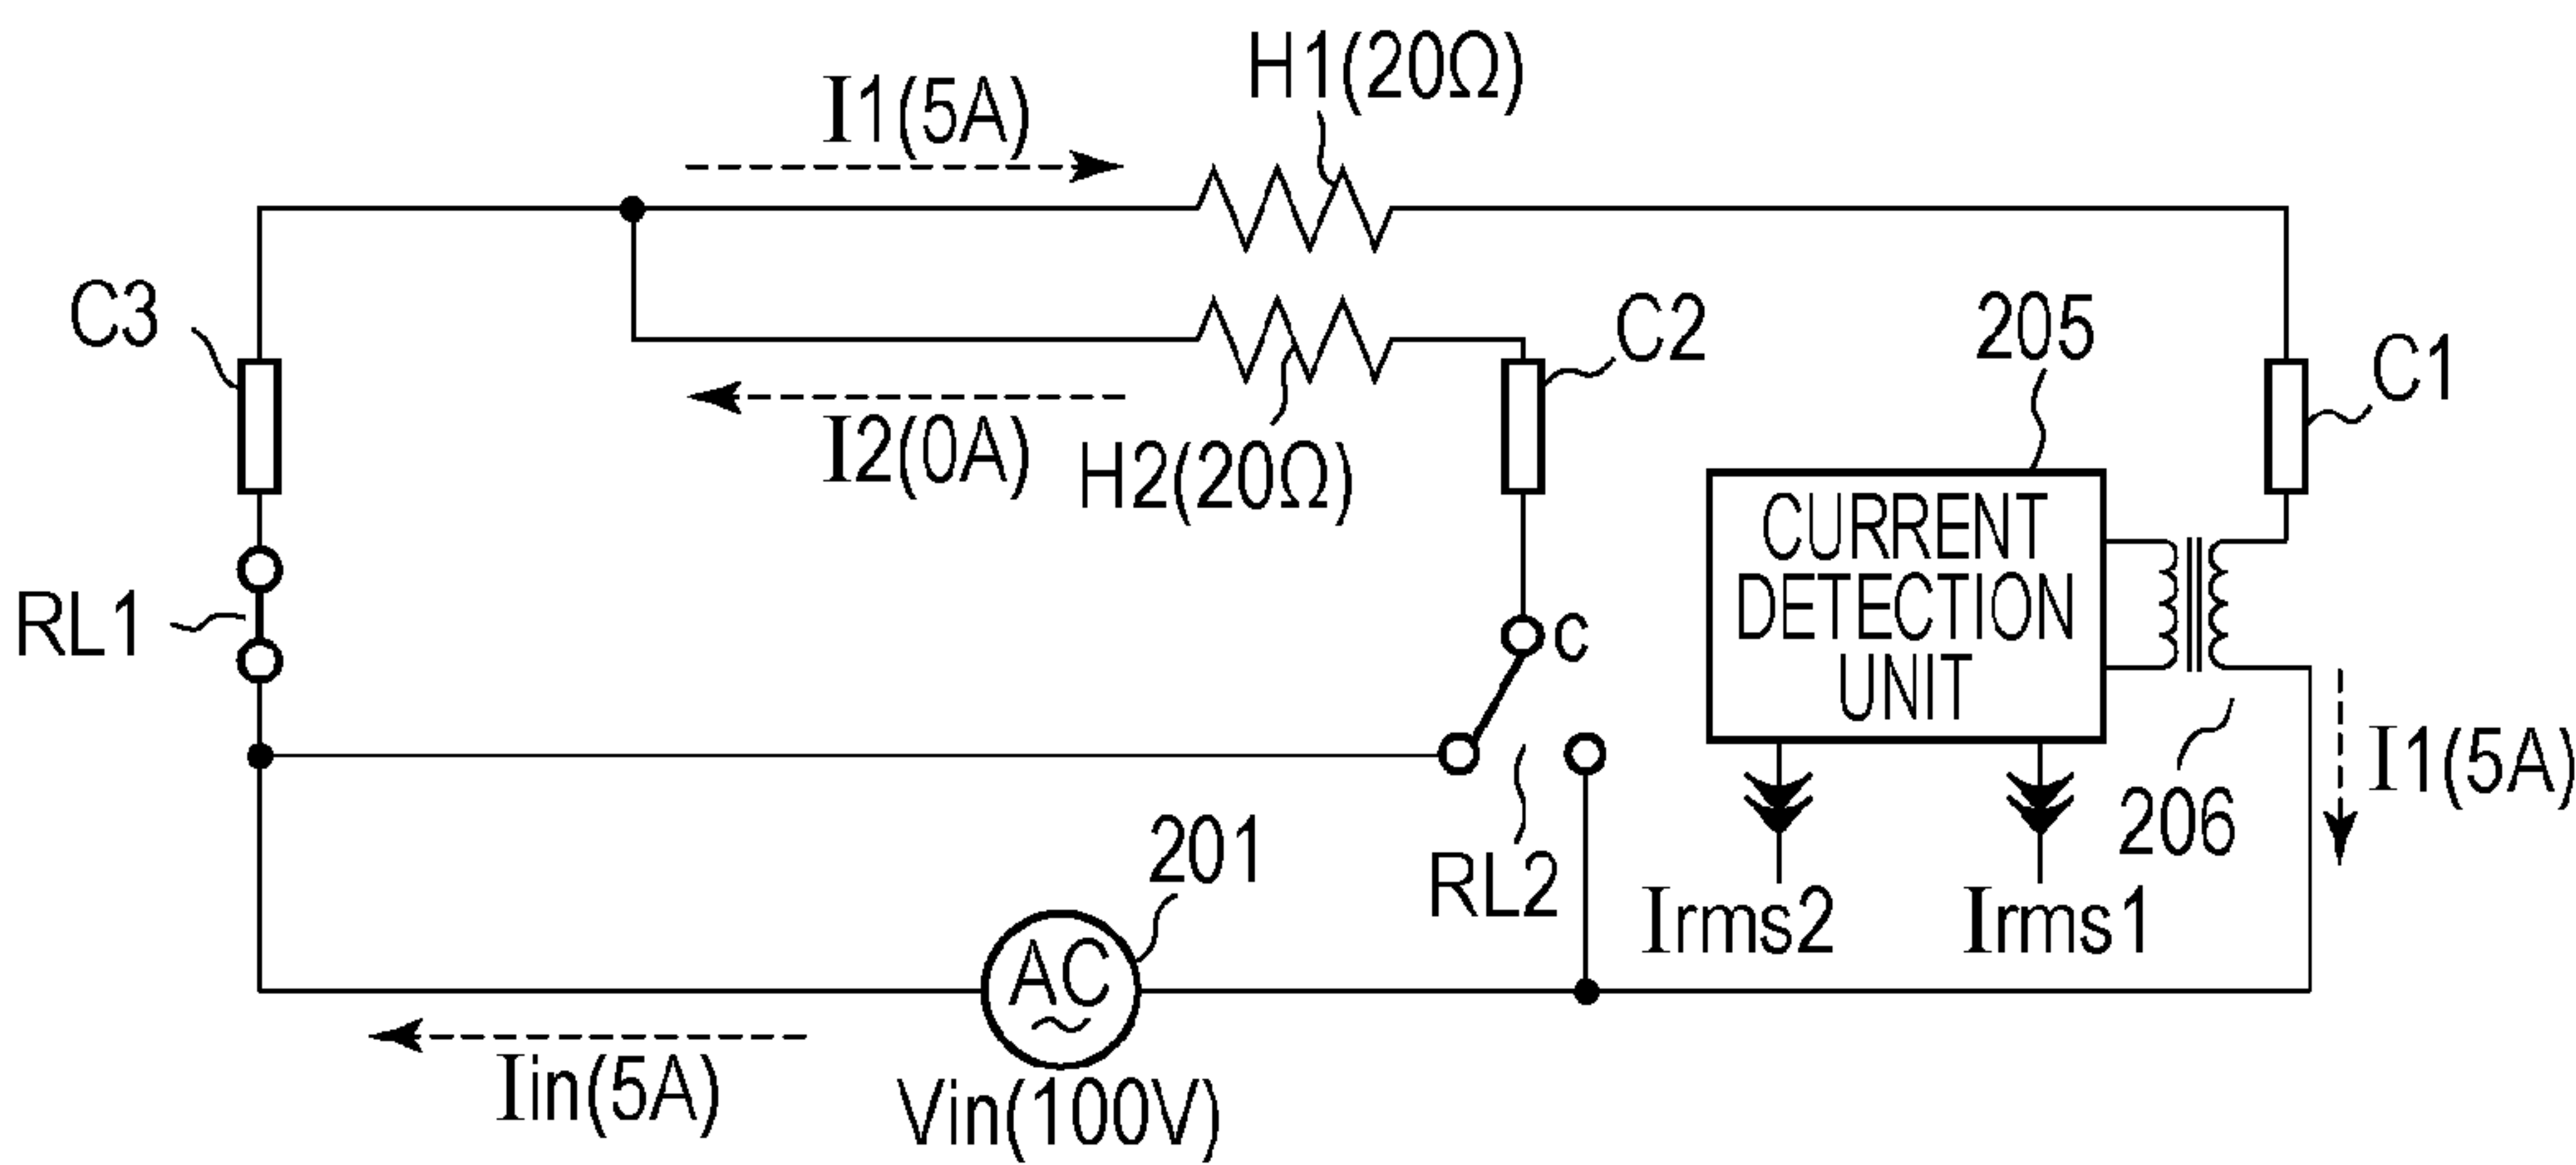 H1(20Ω)
I1(5A)
C3
C2
205
C1
I2(0A)
H2(20Ω)
CURRENT
DETECTION
UNIT
RL1
c
I1(5A)
206
201
RL2
Irms2
Irms1
AC
~
Iin(5A)
Vin(100V)